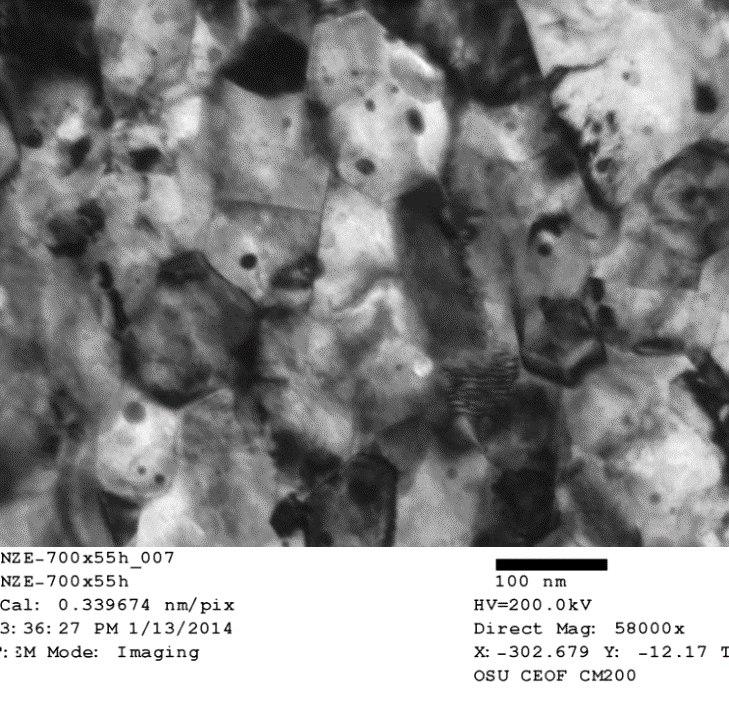 NZE-700x55h_007
NZE-700x55h
Cal: 0.339674 nm/pix
3:36:27 PM 1/13/2014
EM Mode: Imaging
100 nm
HV=200.0kV
Direct Mag: 58000x
X:-302.679 Y: -12.17 T
OSU CEOF CM200